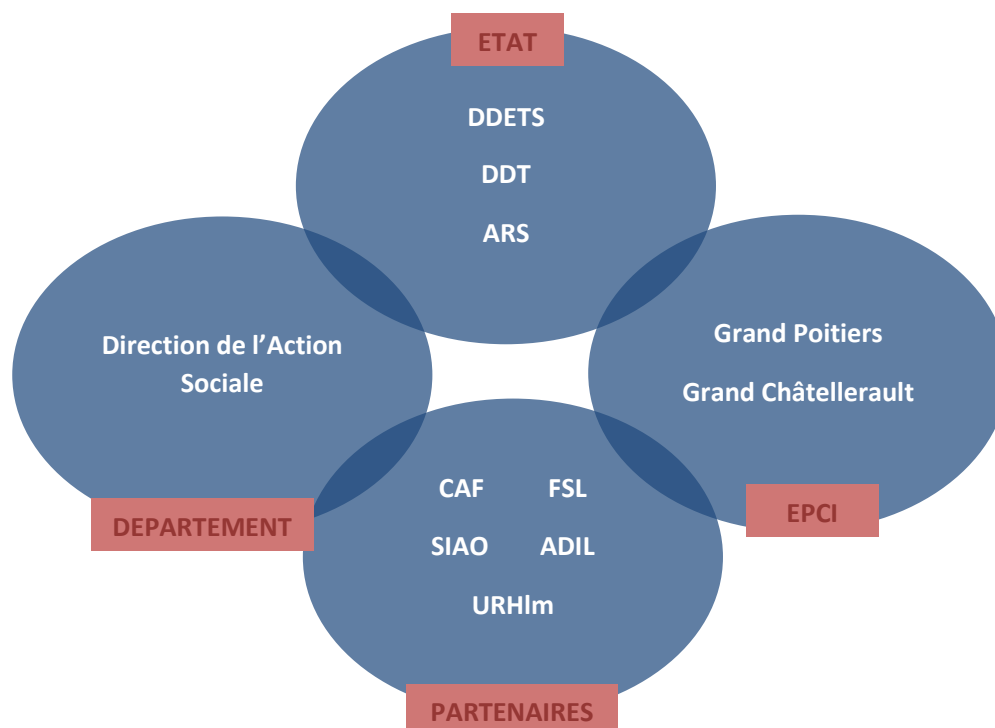 ETAT
DDETS
DDT
ARS
Direction de l’Action
Sociale
DEPARTEMENT
Grand Poitiers
Grand Châtellerault
EPCI
CAF FSL
SIAO ADIL
URHlm
PARTENAIRES